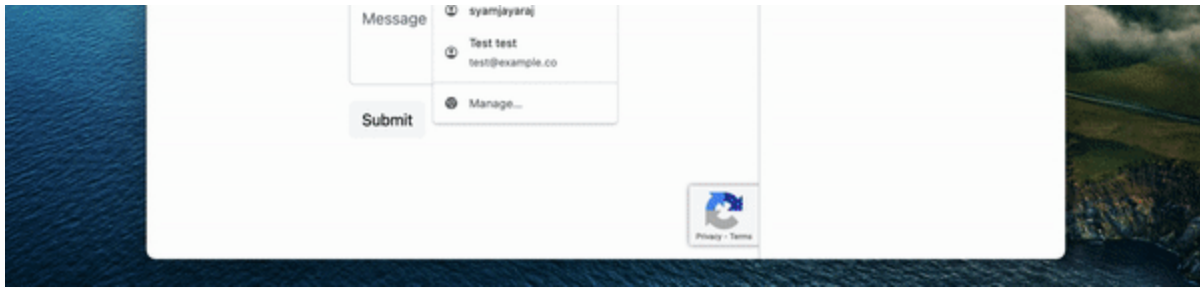 Message
syamjayaraj
Test test
test@example.co
Manage...
Submit
Privacy - Terms